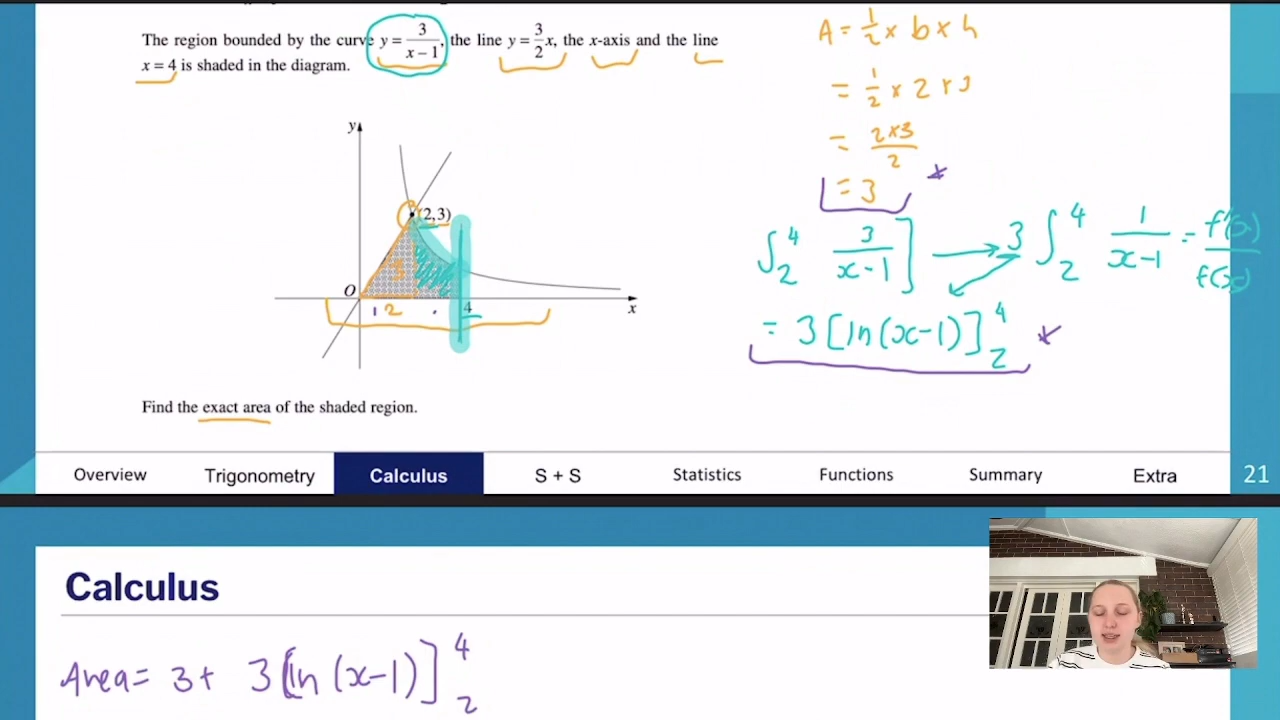 The region bounded by the curve y = 3/(x − 1), the line y = 3/2 x, the x-axis and the line
x = 4 is shaded in the diagram.
y
(2,3)
O
1 2
4
x
Find the exact area of the shaded region.
A = 1/2 × b × h
= 1/2 × 2 × 3
= 2×3/2
= 3 *
∫₂⁴ 3/(x−1) ] → 3 ∫₂⁴ 1/(x−1) = f'(x)/f(x)
= 3 [ln(x−1)]₂⁴ *
Overview Trigonometry Calculus S + S Statistics Functions Summary Extra 21
Calculus
Area = 3 + 3 [ln (x−1)]₂⁴